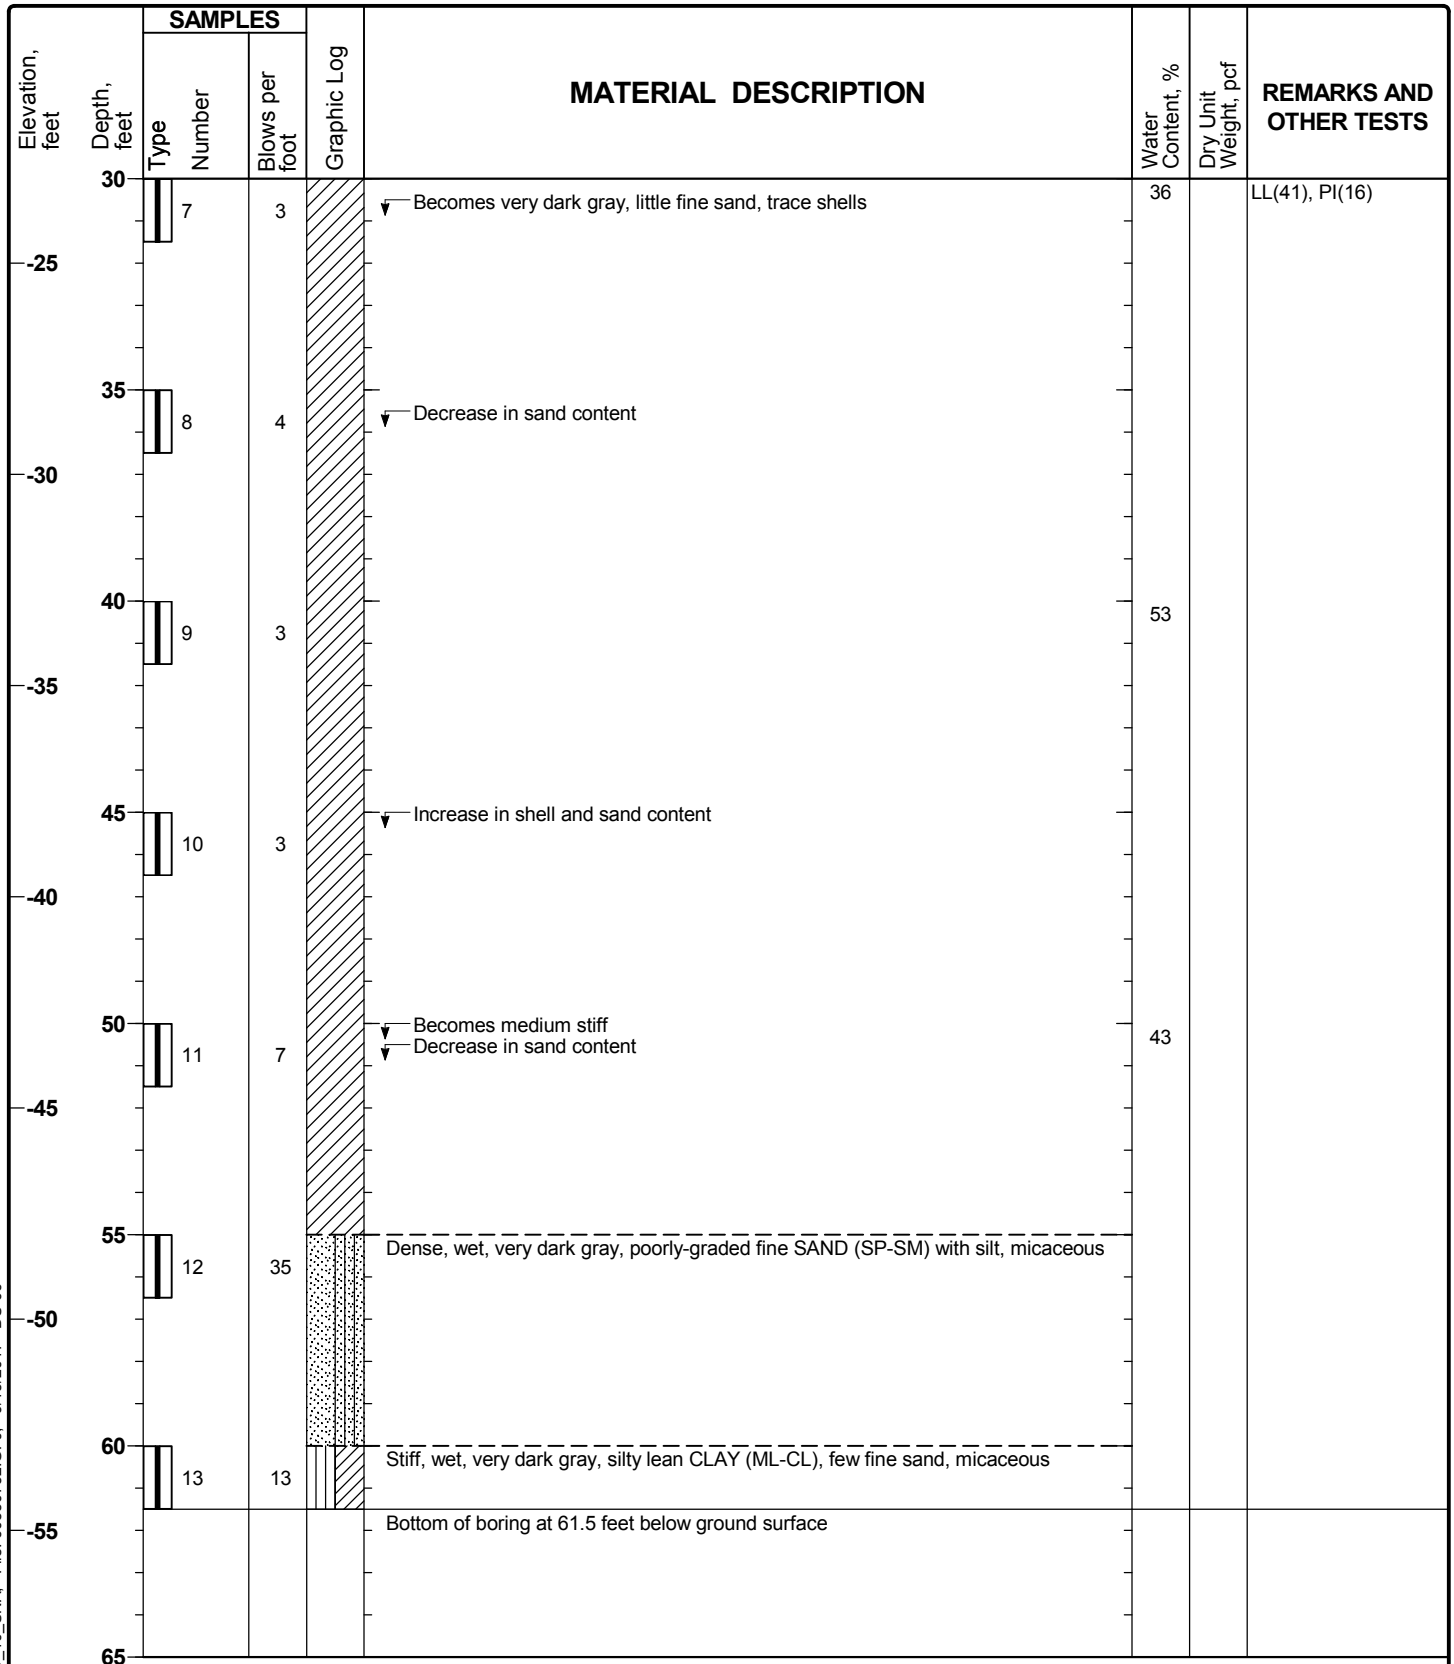 SAMPLES
Elevation,
feet
Depth,
feet
Type
Number
Blows per
foot
Graphic Log
MATERIAL DESCRIPTION
Water
Content, %
Dry Unit
Weight, pcf
REMARKS AND
OTHER TESTS
30
7 3 Becomes very dark gray, little fine sand, trace shells 36 LL(41), PI(16)
-25
35
8 4 Decrease in sand content
-30
40
9 3 53
-35
45
10 3 Increase in shell and sand content
-40
50
Becomes medium stiff
11 7 Decrease in sand content 43
-45
55
Dense, wet, very dark gray, poorly-graded fine SAND (SP-SM) with silt, micaceous
12 35
-50
60
Stiff, wet, very dark gray, silty lean CLAY (ML-CL), few fine sand, micaceous
13 13
-55
Bottom of boring at 61.5 feet below ground surface
65